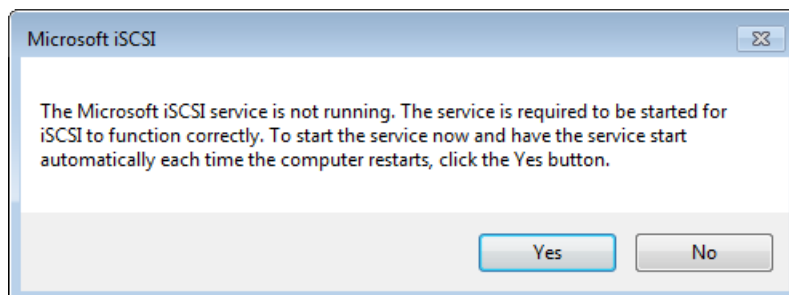 Microsoft iSCSI
The Microsoft iSCSI service is not running. The service is required to be started for
iSCSI to function correctly. To start the service now and have the service start
automatically each time the computer restarts, click the Yes button.
Yes
No